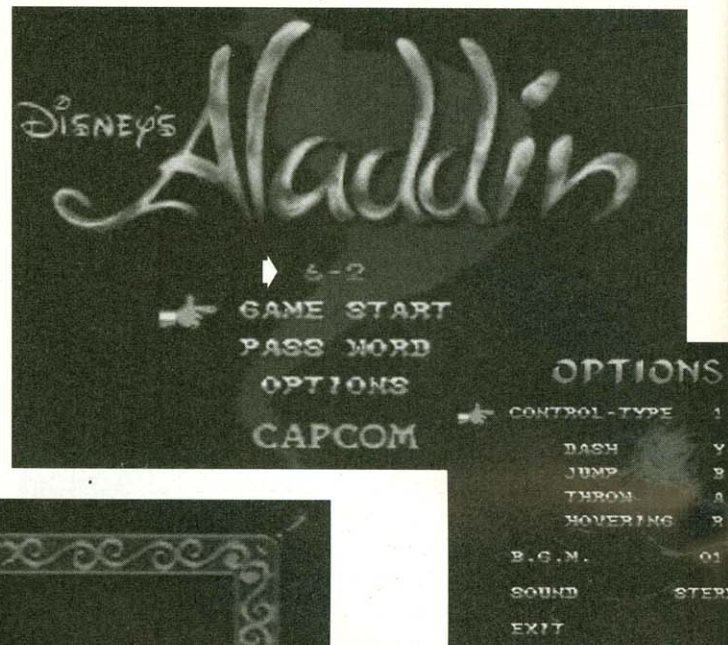 DISNEY'S
Aladdin
6-2
GAME START
PASS WORD
OPTIONS
CAPCOM
OPTIONS
CONTROL-TYPE
DASH Y
JUMP B
THROW A
HOVERING R
B.G.M. 01
SOUND
EXIT